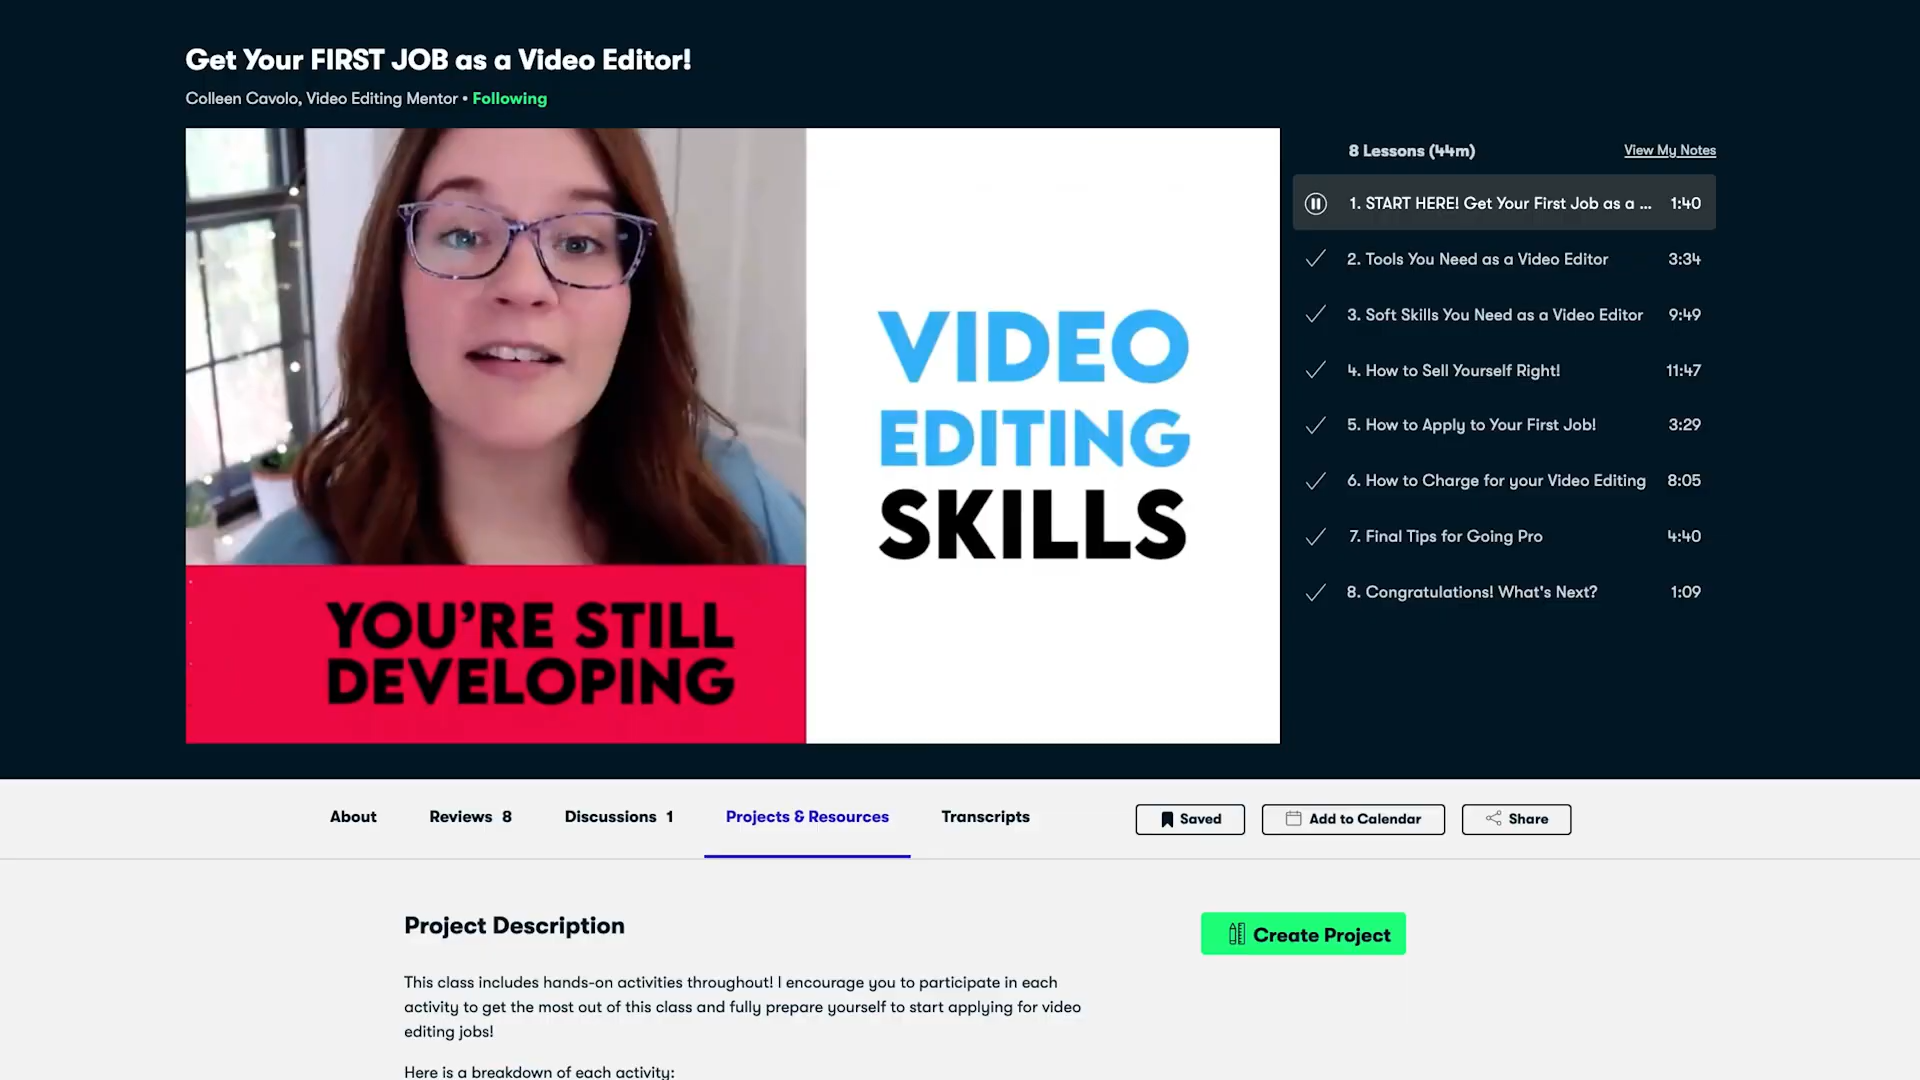 Get Your FIRST JOB as a Video Editor!
Colleen Cavolo, Video Editing Mentor • Following
YOU'RE STILL
DEVELOPING
VIDEO
EDITING
SKILLS
8 Lessons (44m) View My Notes
1. START HERE! Get Your First Job as a ... 1:40
2. Tools You Need as a Video Editor 3:34
3. Soft Skills You Need as a Video Editor 9:49
4. How to Sell Yourself Right! 11:47
5. How to Apply to Your First Job! 3:29
6. How to Charge for your Video Editing 8:05
7. Final Tips for Going Pro 4:40
8. Congratulations! What's Next? 1:09
About Reviews 8 Discussions 1 Projects & Resources Transcripts Saved Add to Calendar Share
Project Description
Create Project
This class includes hands-on activities throughout! I encourage you to participate in each
activity to get the most out of this class and fully prepare yourself to start applying for video
editing jobs!
Here is a breakdown of each activity: